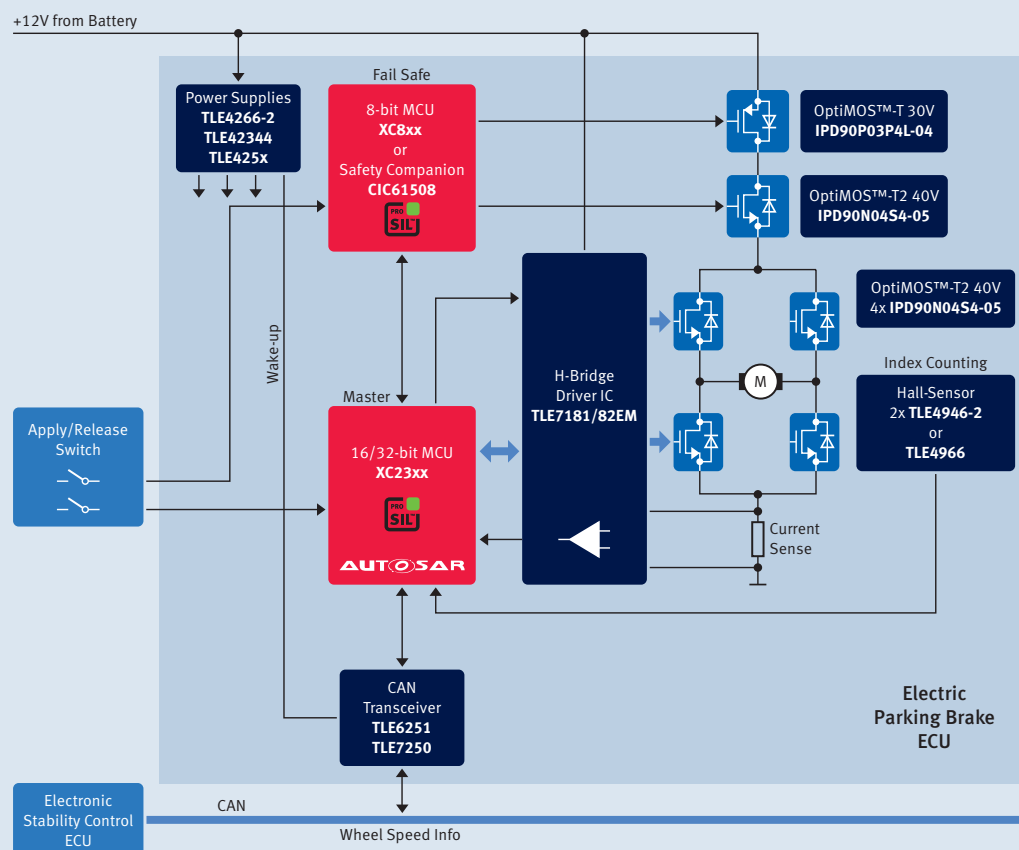 +12V from Battery
Power Supplies
TLE4266-2
TLE42344
TLE425x
Fail Safe
8-bit MCU
XC8xx
or
Safety Companion
CIC61508
PRO
SIL™
OptiMOS™-T 30V
IPD90P03P4L-04
OptiMOS™-T2 40V
IPD90N04S4-05
OptiMOS™-T2 40V
4x IPD90N04S4-05
Wake-up
H-Bridge
Driver IC
TLE7181/82EM
M
Index Counting
Hall-Sensor
2x TLE4946-2
or
TLE4966
Apply/Release
Switch
Master
16/32-bit MCU
XC23xx
PRO
SIL™
AUTOSAR
Current
Sense
CAN
Transceiver
TLE6251
TLE7250
Electric
Parking Brake
ECU
Electronic
Stability Control
ECU
CAN
Wheel Speed Info